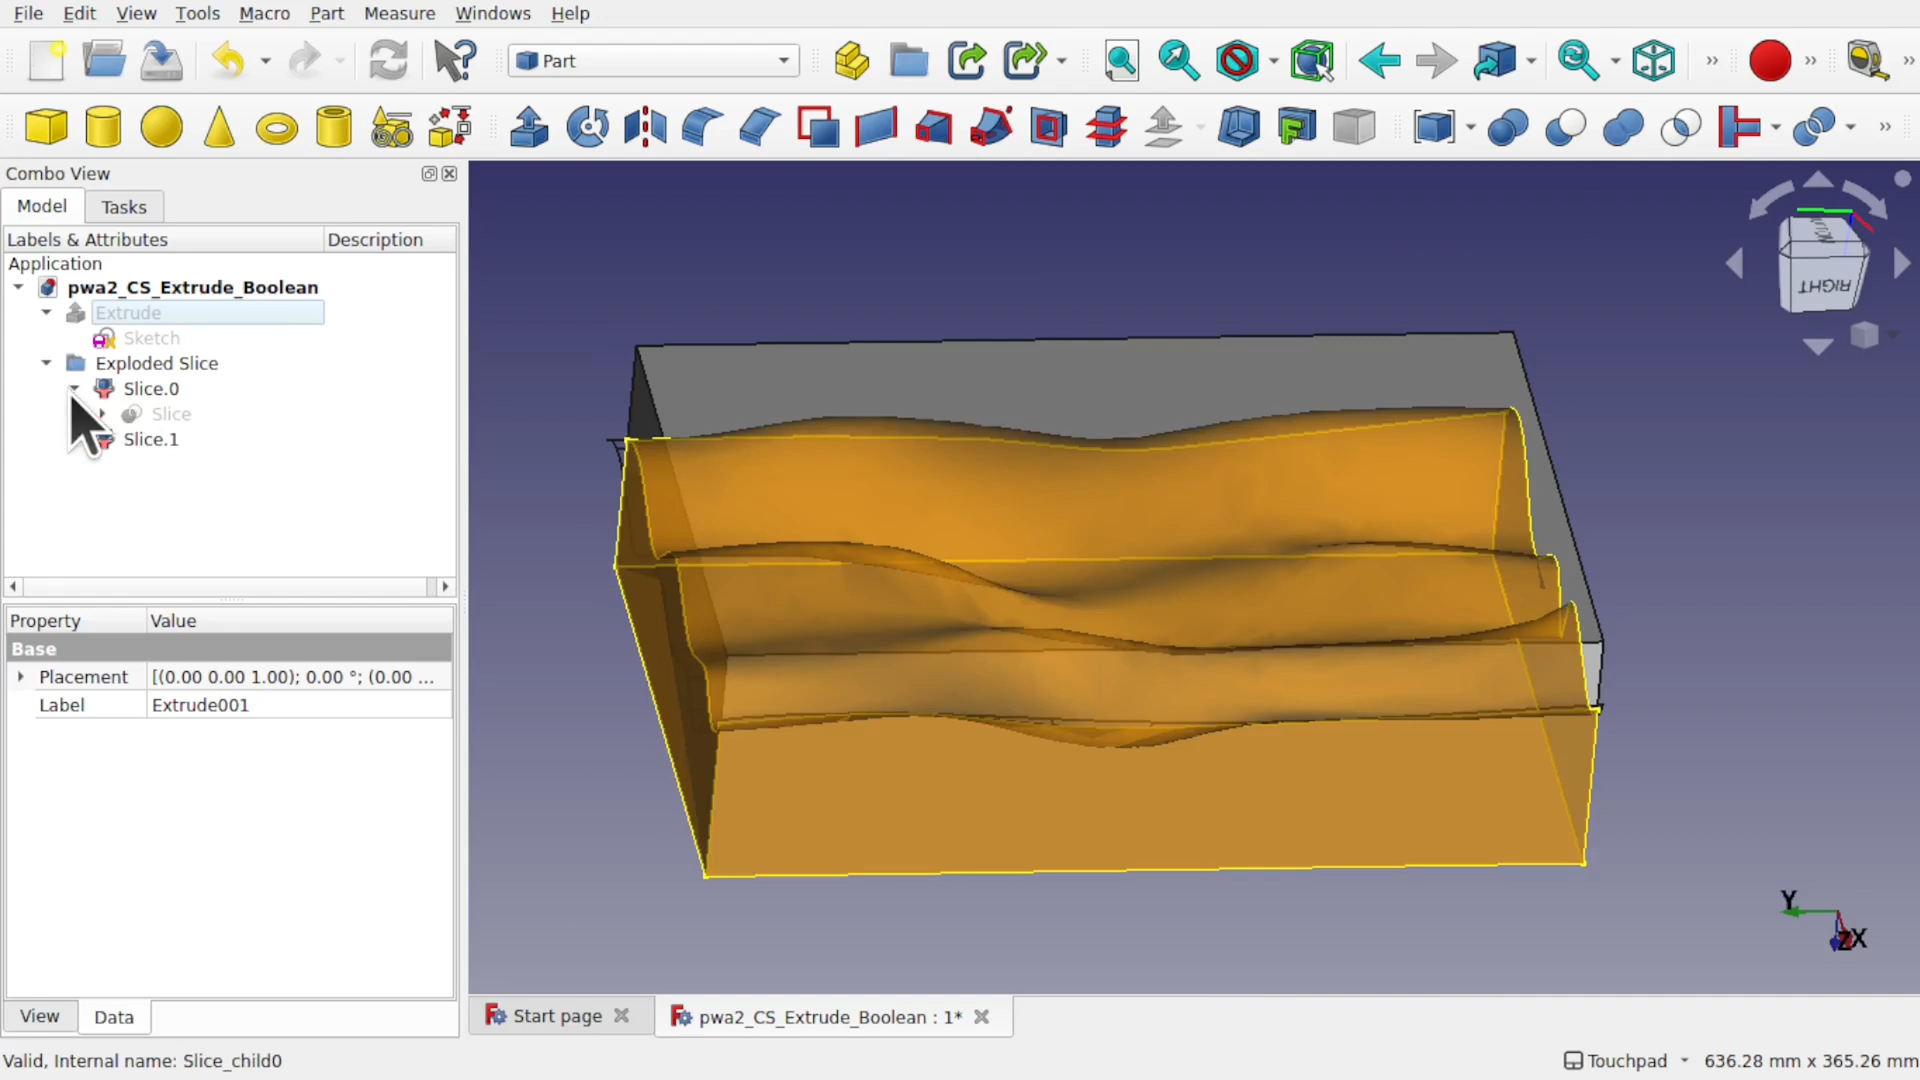 File Edit View Tools Macro Part Measure Windows Help
Part
Combo View
Model Tasks
Labels & Attributes Description
Application
pwa2_CS_Extrude_Boolean
Extrude
Sketch
Exploded Slice
Slice.0
Slice
Slice.1
Property Value
Base
Placement [(0.00 0.00 1.00); 0.00 °; (0.00 ...
Label Extrude001
RIGHT
Y
Z X
View Data
Start page pwa2_CS_Extrude_Boolean : 1*
Valid, Internal name: Slice_child0 Touchpad 636.28 mm x 365.26 mm